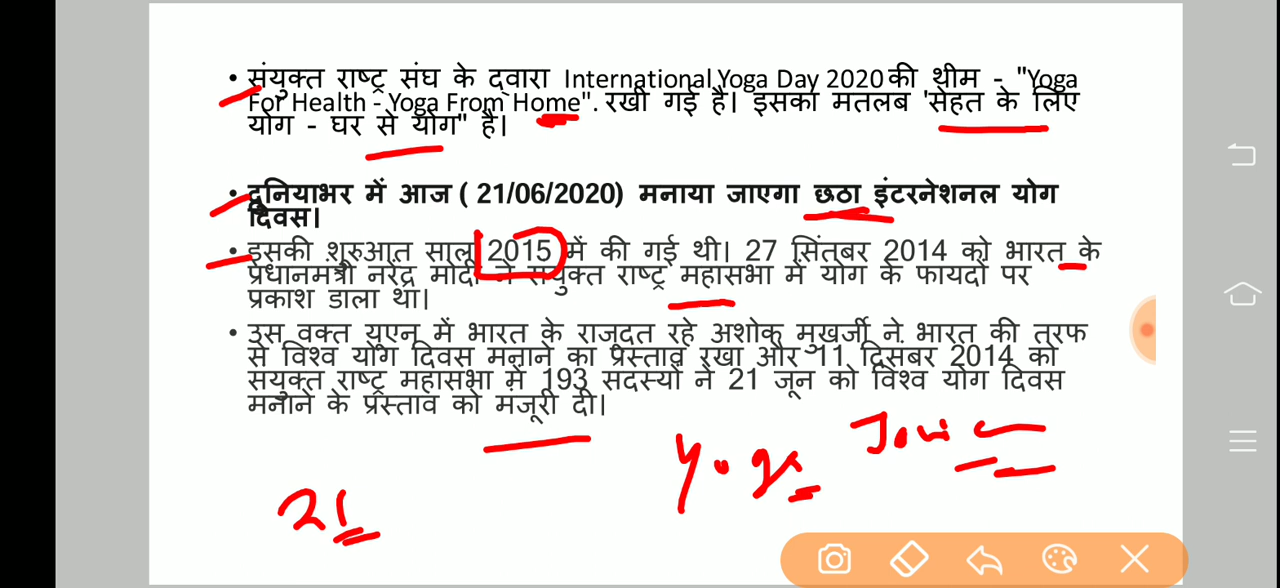 • संयुक्त राष्ट्र संघ के द्वारा International Yoga Day 2020 की थीम - "Yoga
For Health - Yoga From Home". रखी गई है। इसका मतलब 'सेहत के लिए
योग - घर से योग" है।
• दुनियाभर में आज ( 21/06/2020) मनाया जाएगा छठा इंटरनेशनल योग
दिवस।
• इसकी शुरुआत साल 2015 में की गई थी। 27 सितंबर 2014 को भारत के
प्रधानमंत्री नरेंद्र मोदी ने संयुक्त राष्ट्र महासभा में योग के फायदों पर
प्रकाश डाला था।
• उस वक्त यूएन में भारत के राजदूत रहे अशोक मुखर्जी ने. भारत की तरफ
से विश्व योग दिवस मनाने का प्रस्ताव रखा और 11 दिसंबर 2014 को
संयुक्त राष्ट्र महासभा में 193 सदस्यों ने 21 जून को विश्व योग दिवस
मनाने के प्रस्ताव को मंजूरी दी।
21